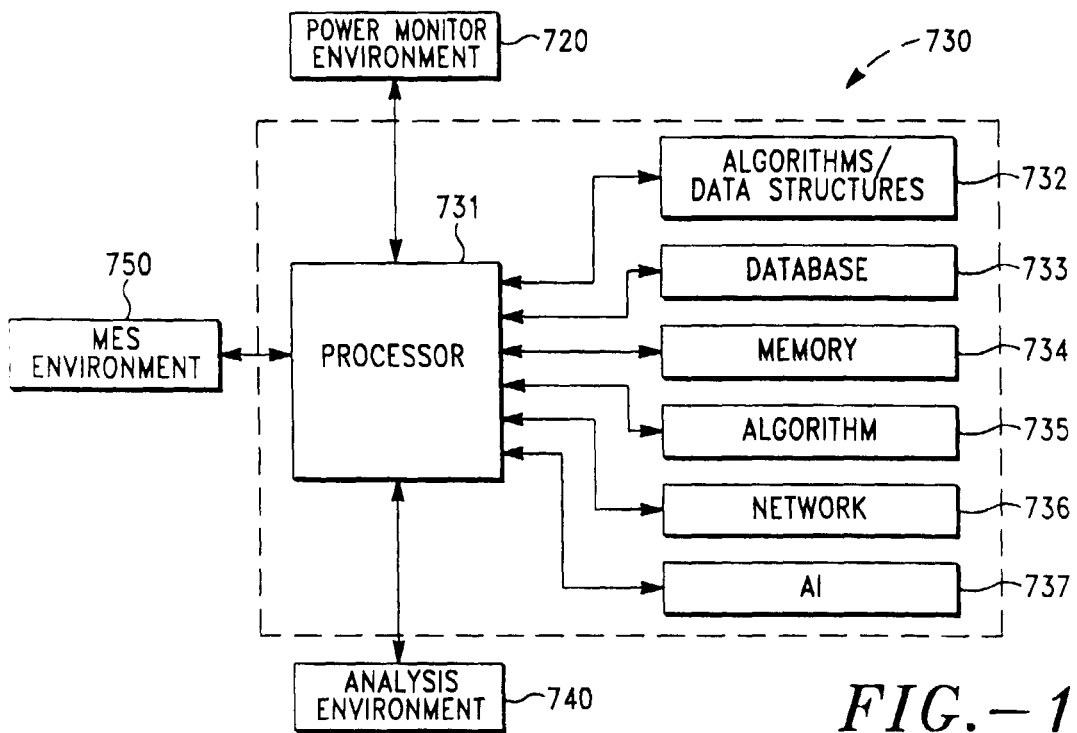 POWER MONITOR
ENVIRONMENT
720
730
ALGORITHMS/
DATA STRUCTURES
732
731
750
DATABASE
733
MES
ENVIRONMENT
PROCESSOR
MEMORY
734
ALGORITHM
735
NETWORK
736
AI
737
ANALYSIS
ENVIRONMENT
740
FIG.-1